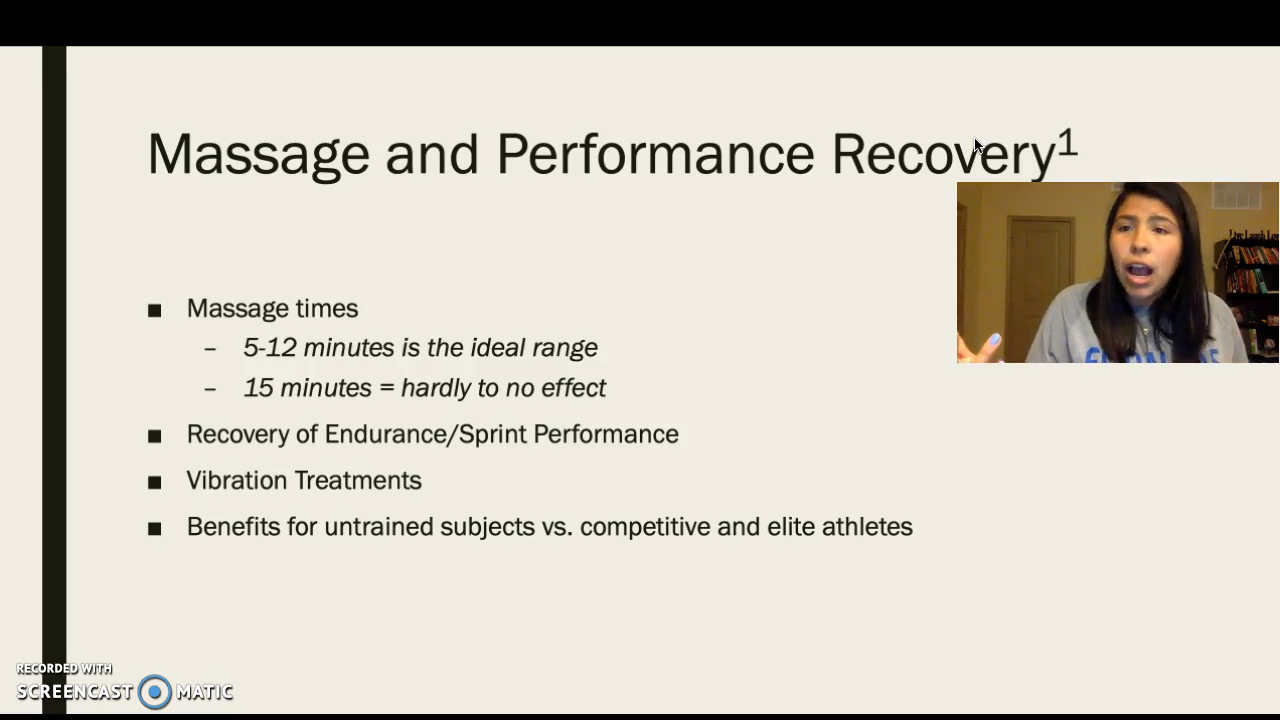 Massage and Performance Recovery¹
■ Massage times
– 5-12 minutes is the ideal range
– 15 minutes = hardly to no effect
■ Recovery of Endurance/Sprint Performance
■ Vibration Treatments
■ Benefits for untrained subjects vs. competitive and elite athletes
RECORDED WITH
SCREENCAST MATIC